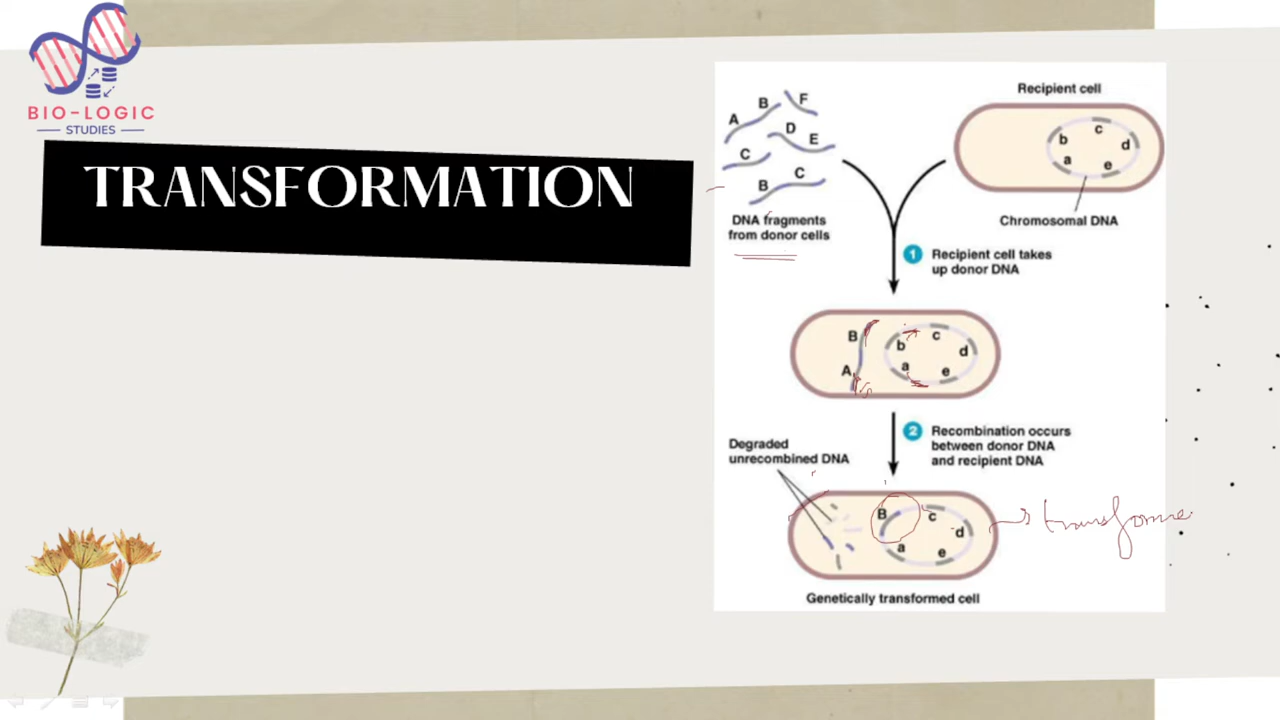 BIO-LOGIC
STUDIES
TRANSFORMATION
A
B
F
D
E
C
B
C
DNA fragments
from donor cells
Recipient cell
b
c
d
a
e
Chromosomal DNA
1 Recipient cell takes
up donor DNA
B
A
b
c
d
a
e
2 Recombination occurs
between donor DNA
and recipient DNA
Degraded
unrecombined DNA
B
c
d
a
e
Genetically transformed cell